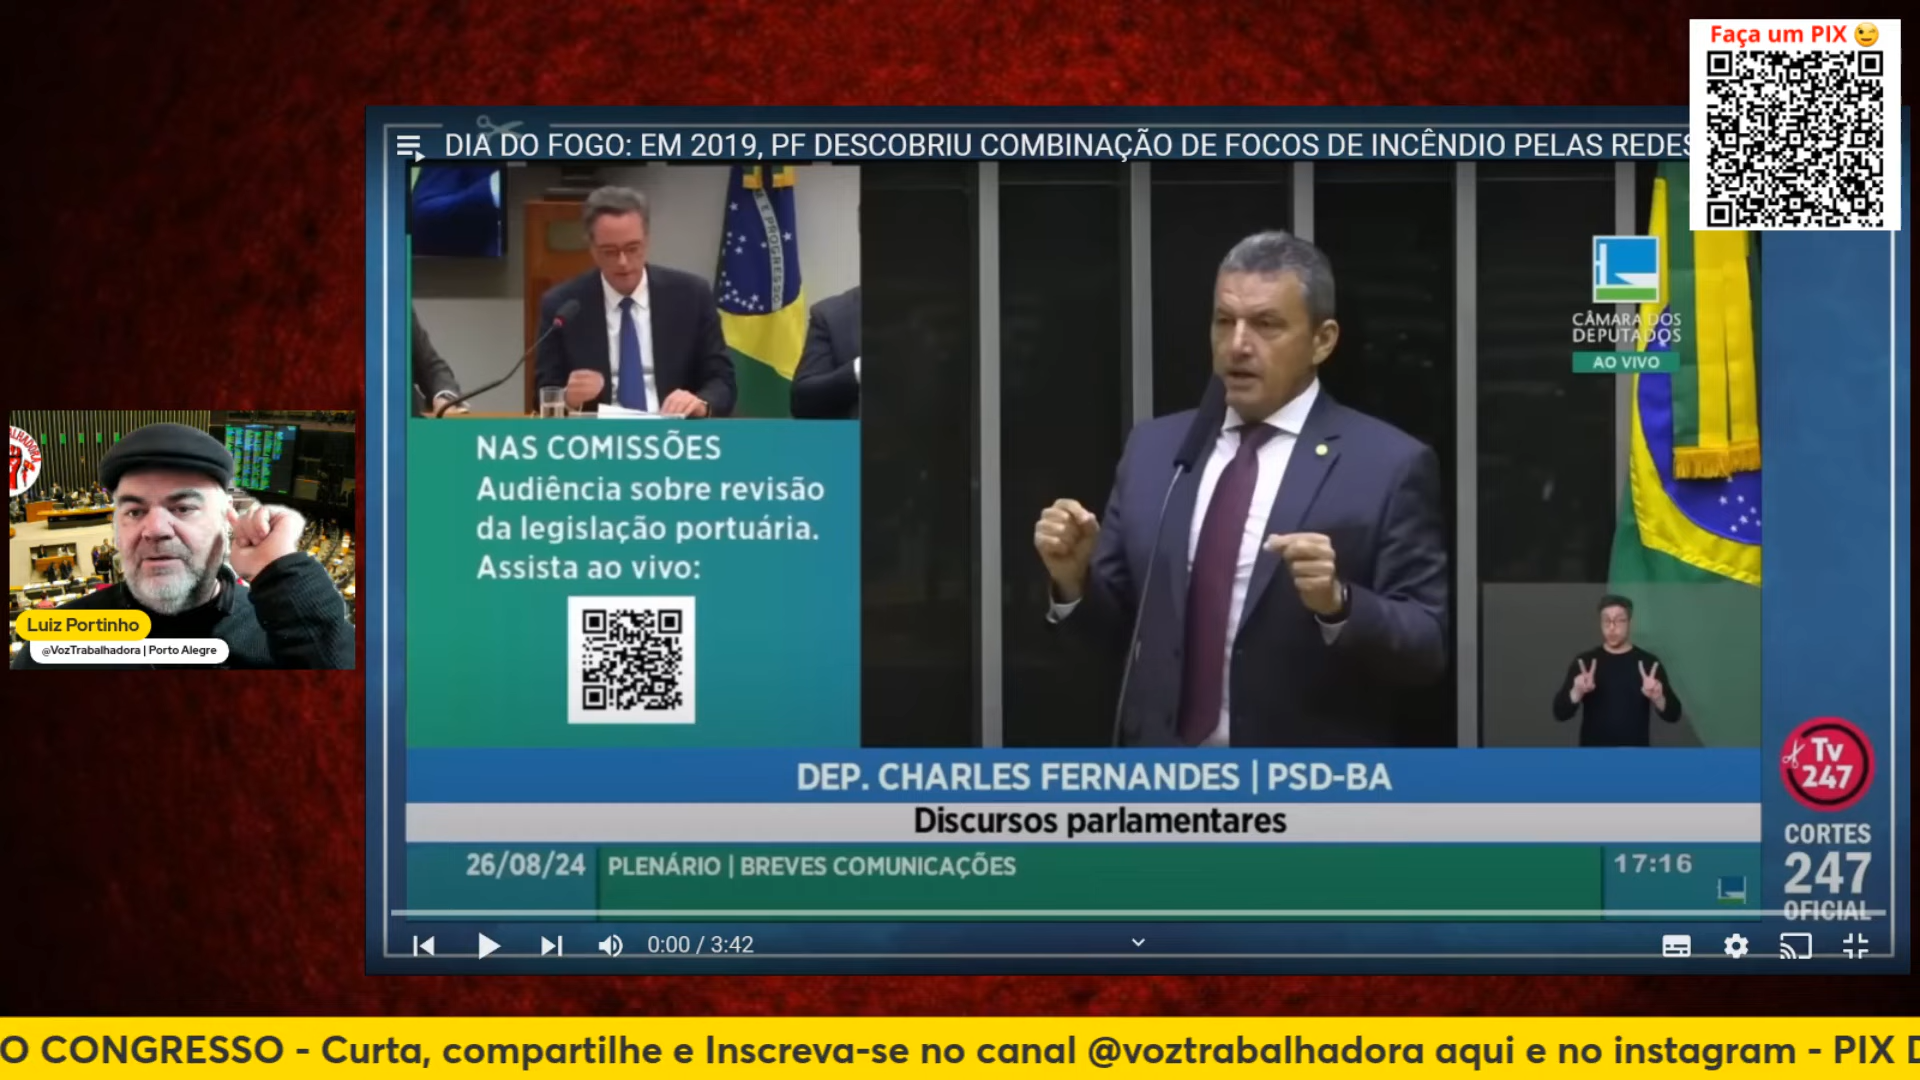 Faça um PIX 😉
DIA DO FOGO: EM 2019, PF DESCOBRIU COMBINAÇÃO DE FOCOS DE INCÊNDIO PELAS REDES
E PROGRESSO
CÂMARA DOS
DEPUTADOS
AO VIVO
NAS COMISSÕES
Audiência sobre revisão
da legislação portuária.
Assista ao vivo:
Luiz Portinho
@VozTrabalhadora | Porto Alegre
DEP. CHARLES FERNANDES | PSD-BA
Discursos parlamentares
26/08/24
PLENÁRIO | BREVES COMUNICAÇÕES
17:16
Tv
247
CORTES
247
OFICIAL
0:00 / 3:42
O CONGRESSO - Curta, compartilhe e Inscreva-se no canal @voztrabalhadora aqui e no instagram - PIX